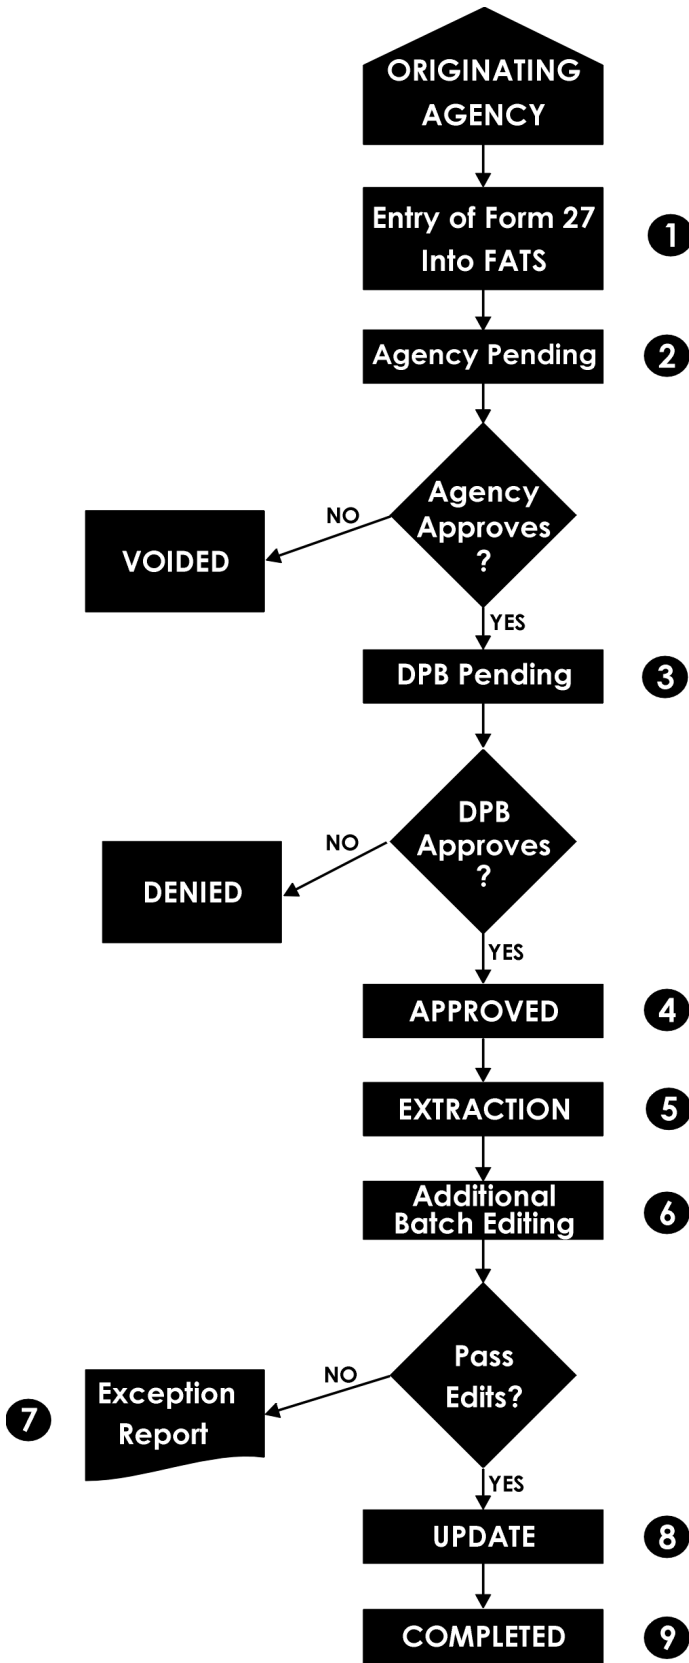 ORIGINATING
AGENCY
Entry of Form 27
Into FATS
1
Agency Pending
2
Agency
Approves
?
NO
VOIDED
YES
DPB Pending
3
DPB
Approves
?
NO
DENIED
YES
APPROVED
4
EXTRACTION
5
Additional
Batch Editing
6
Pass
Edits?
NO
Exception
Report
7
YES
UPDATE
8
COMPLETED
9